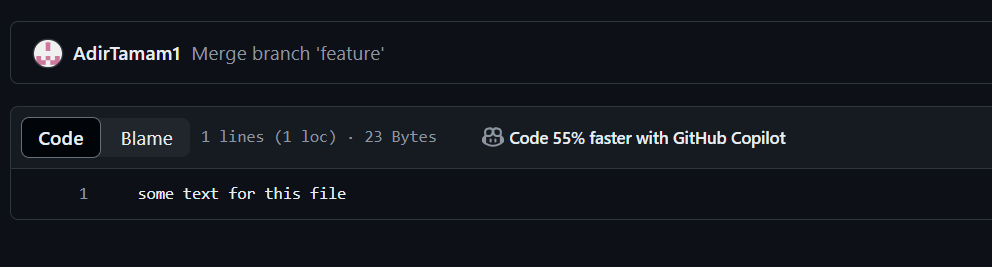 AdirTamam1 Merge branch 'feature'
Code Blame 1 lines (1 loc) · 23 Bytes Code 55% faster with GitHub Copilot
1 some text for this file